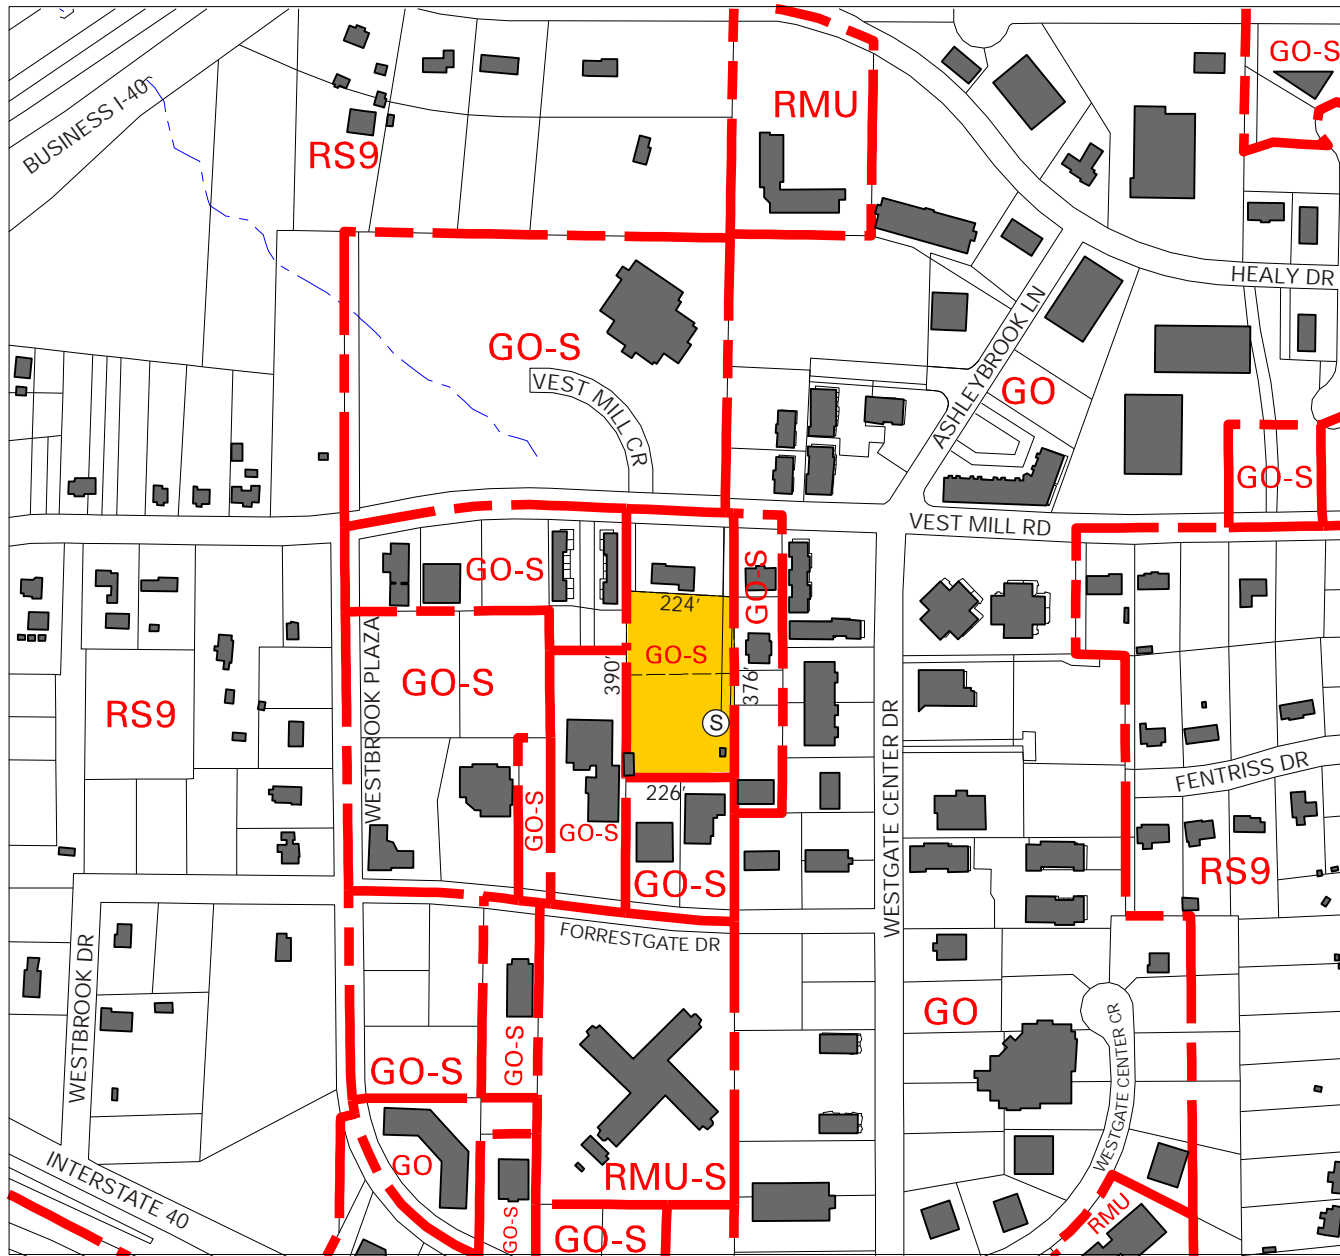 RMU
GO-S
BUSINESS I-40
RS9
HEALY DR
GO-S
VEST MILL CR
ASHLEYBROOK LN
GO
GO-S
VEST MILL RD
GO-S
GO-S
224'
GO-S
390'
376'
S
WESTBROOK PLAZA
GO-S
RS9
WESTGATE CENTER DR
FENTRISS DR
226'
GO-S
GO-S
GO-S
RS9
FORRESTGATE DR
WESTBROOK DR
GO
GO-S
GO-S
WESTGATE CENTER CR
GO
RMU-S
INTERSTATE 40
GO-S
GO-S
RMU